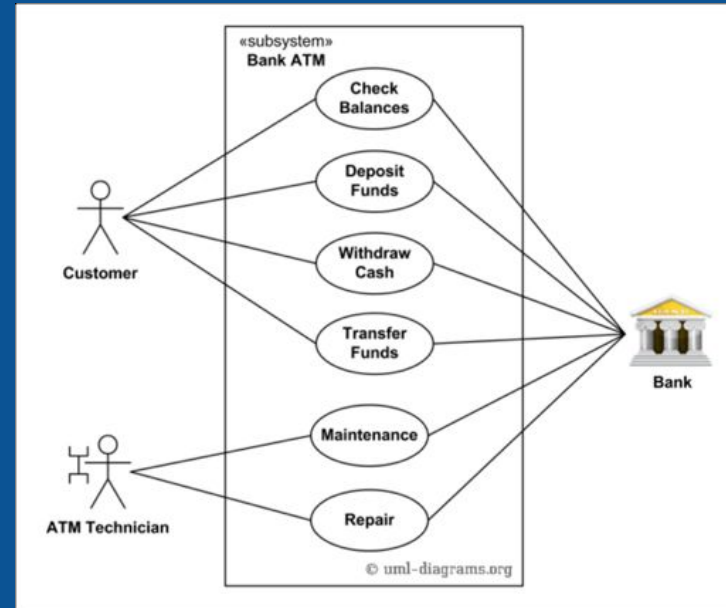 «subsystem»
Bank ATM
Check
Balances
Deposit
Funds
Customer
Withdraw
Cash
Transfer
Funds
Bank
Maintenance
ATM Technician
Repair
© uml-diagrams.org